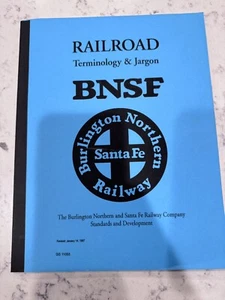 RAILROAD
Terminology & Jargon
BNSF
Burlington Northern
Santa Fe
Railway
The Burlington Northern and Santa Fe Railway Company
Standards and Development